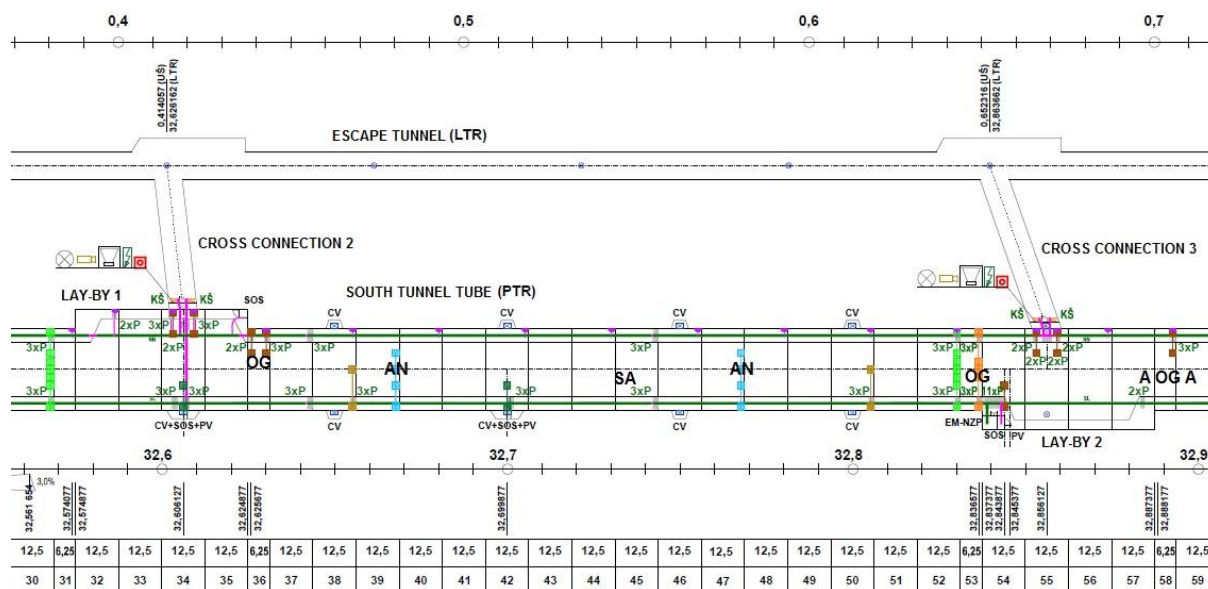 0,4 0,5 0,6 0,7
0,414057 (UŠ)
32,626162 (LTR)
0,652316 (UŠ)
32,863662 (LTR)
ESCAPE TUNNEL (LTR)
CROSS CONNECTION 2
CROSS CONNECTION 3
LAY-BY 1
KŠ KŠ
SOS
SOUTH TUNNEL TUBE (PTR)
KŠ KŠ
CV CV CV CV
2xP 3xP 3xP
3xP 2xP 2xP 3xP 3xP 3xP 3xP 3xP 2xP 2xP 3xP
2xP 2xP
OG AN SA AN OG A OG A
3xP 3xP 3xP 3xP 3xP 3xP 3xP 3xP 3xP 3xP 11xP 2xP
CV+SOS+PV CV CV+SOS+PV CV CV EM-NZP
SOS PV
LAY-BY 2
32,6 32,7 32,8 32,9
3,0%
32,561 654
32,574077
32,574877
32,606127
32,624877
32,625677
32,699877
32,836577
32,837377
32,843877
32,845377
32,856127
32,887377
32,888177
12,5 6,25 12,5 12,5 12,5 12,5 6,25 12,5 12,5 12,5 12,5 12,5 12,5 12,5 12,5 12,5 12,5 12,5 12,5 12,5 12,5 12,5 12,5 6,25 12,5 12,5 12,5 12,5 6,25 12,5
30 31 32 33 34 35 36 37 38 39 40 41 42 43 44 45 46 47 48 49 50 51 52 53 54 55 56 57 58 59